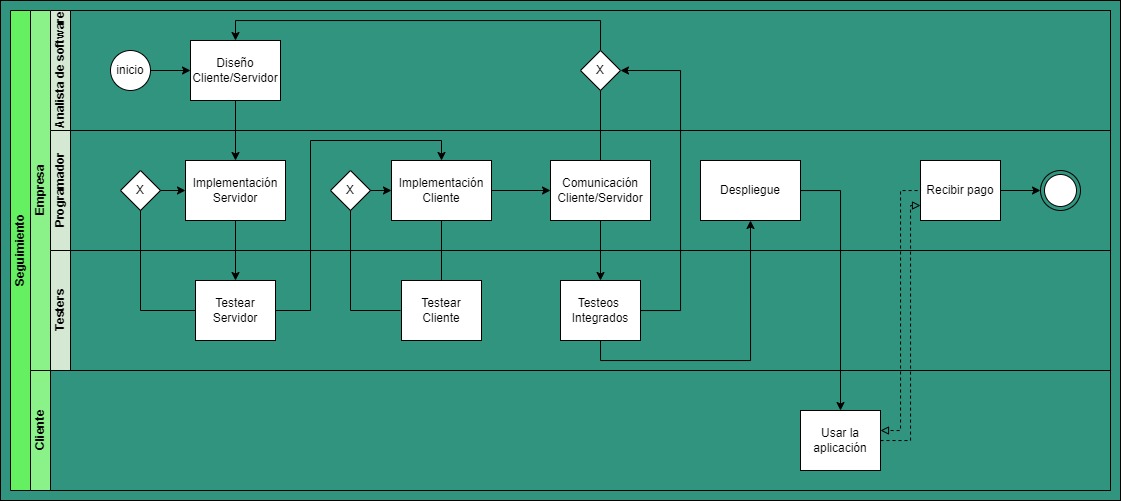 Seguimiento
Empresa
Analista de software
inicio
Diseño
Cliente/Servidor
X
Programador
X
Implementación
Servidor
X
Implementación
Cliente
Comunicación
Cliente/Servidor
Despliegue
Recibir pago
Testers
Testear
Servidor
Testear
Cliente
Testeos
Integrados
Cliente
Usar la
aplicación